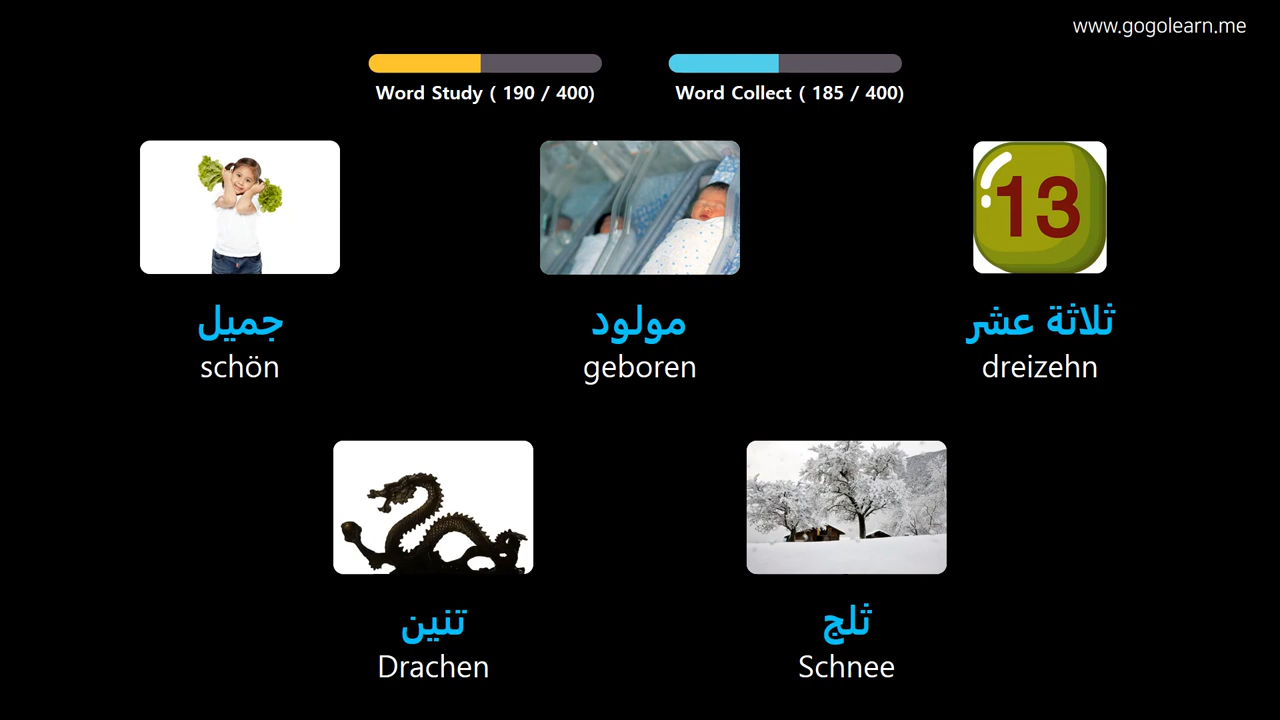 www.gogolearn.me
Word Study ( 190 / 400)
Word Collect ( 185 / 400)
13
جميل
schön
مولود
geboren
ثلاثة عشر
dreizehn
تنين
Drachen
ثلج
Schnee